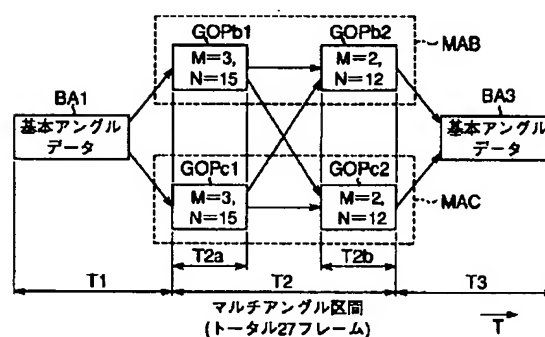 GOPb1
GOPb2
MAB
M=3,
N=15
M=2,
N=12
BA1
基本アングル
データ
BA3
基本アングル
データ
GOPc1
GOPc2
M=3,
N=15
M=2,
N=12
MAC
T2a
T2b
T1
T2
T3
マルチアングル区間
(トータル27フレーム)
T